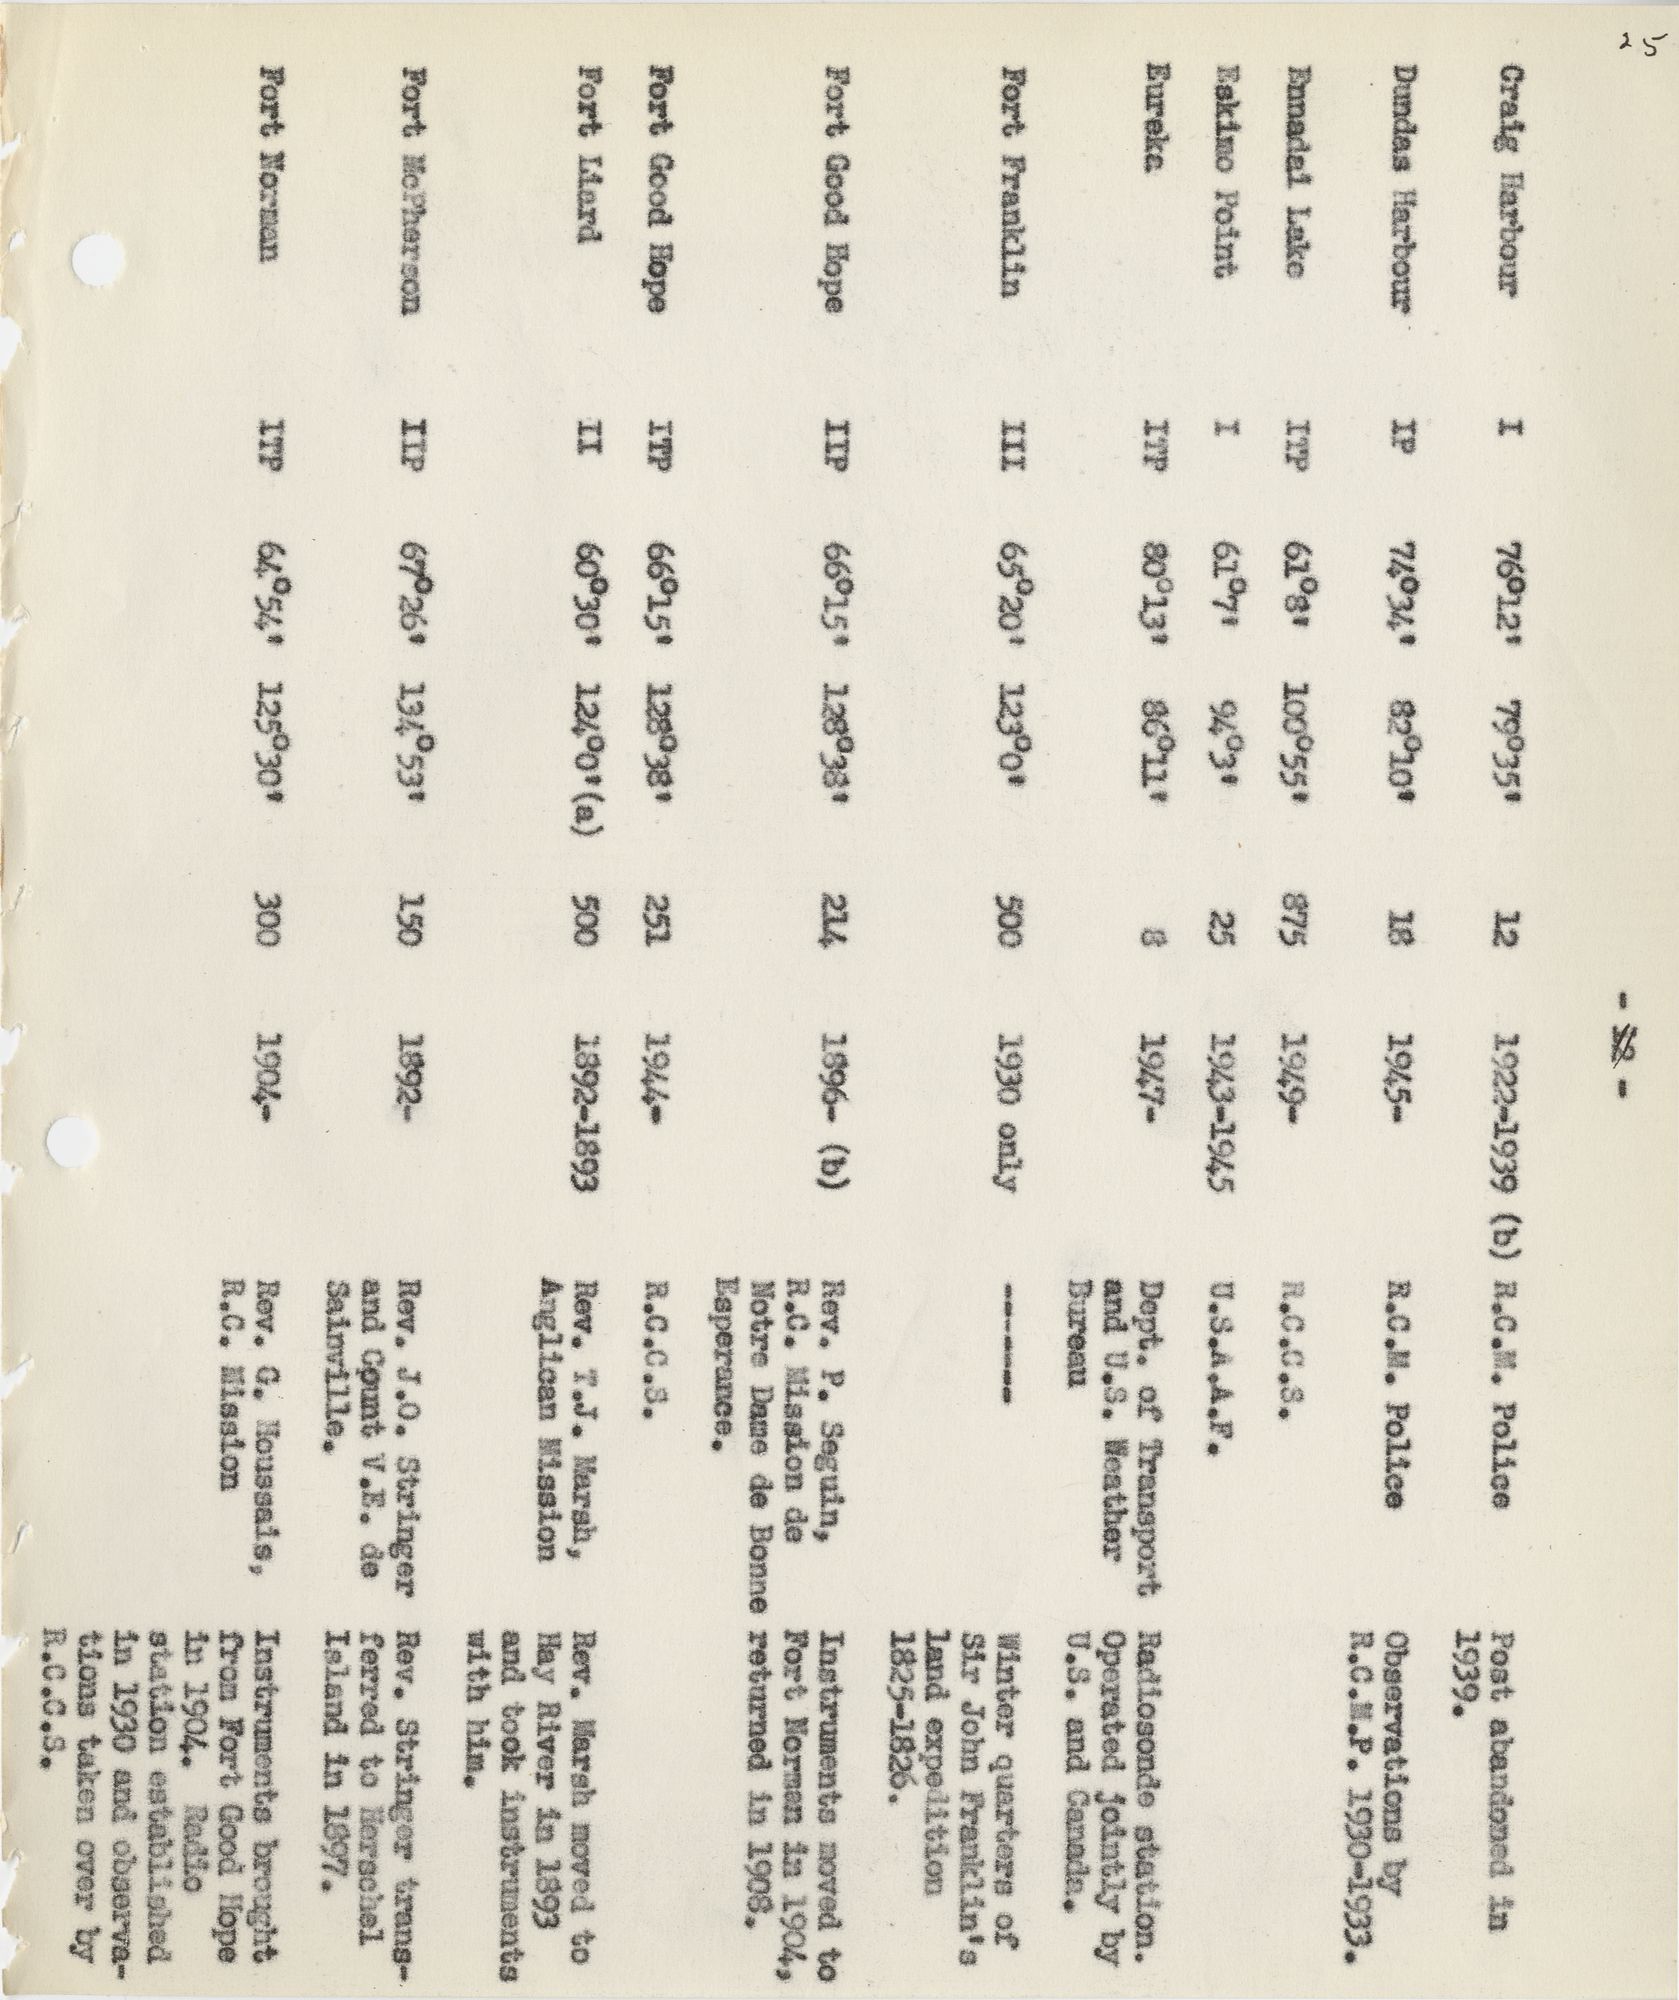 25
- 19 -
Craig Harbour I 76°12' 79°35' 12 1922-1939 (b) R.C.M. Police Post abandoned in
1939.
Dundas Harbour IP 74°34' 82°10' 18 1945- R.C.M. Police Observations by
R.C.M.P. 1930-1933.
Ennadai Lake ITP 61°8' 100°55' 875 1949- R.C.C.S.
Eskimo Point I 61°7' 94°3' 25 1943-1945 U.S.A.A.F.
Eureka ITP 80°13' 86°11' 8 1947- Dept. of Transport Radiosonde station.
and U.S. Weather Operated jointly by
Bureau U.S. and Canada.
Fort Franklin III 65°20' 123°0' 500 1930 only ------- Winter quarters of
Sir John Franklin's
land expedition
1825-1826.
Fort Good Hope IIP 66°15' 128°38' 214 1896- (b) Rev. P. Seguin, Instruments moved to
R.C. Mission de Fort Norman in 1904,
Notre Dame de Bonne returned in 1908.
Esperance.
Fort Good Hope ITP 66°15' 128°38' 251 1944- R.C.C.S.
Fort Liard II 60°30' 124°0'(a) 500 1892-1893 Rev. T.J. Marsh, Rev. Marsh moved to
Anglican Mission Hay River in 1893
and took instruments
with him.
Fort McPherson IIP 67°26' 134°53' 150 1892- Rev. J.O. Stringer Rev. Stringer trans-
and Count V.E. de ferred to Herschel
Sainville. Island in 1897.
Fort Norman ITP 64°54' 125°30' 300 1904- Rev. G. Houssais, Instruments brought
R.C. Mission from Fort Good Hope
in 1904. Radio
station established
in 1930 and observa-
tions taken over by
R.C.C.S.